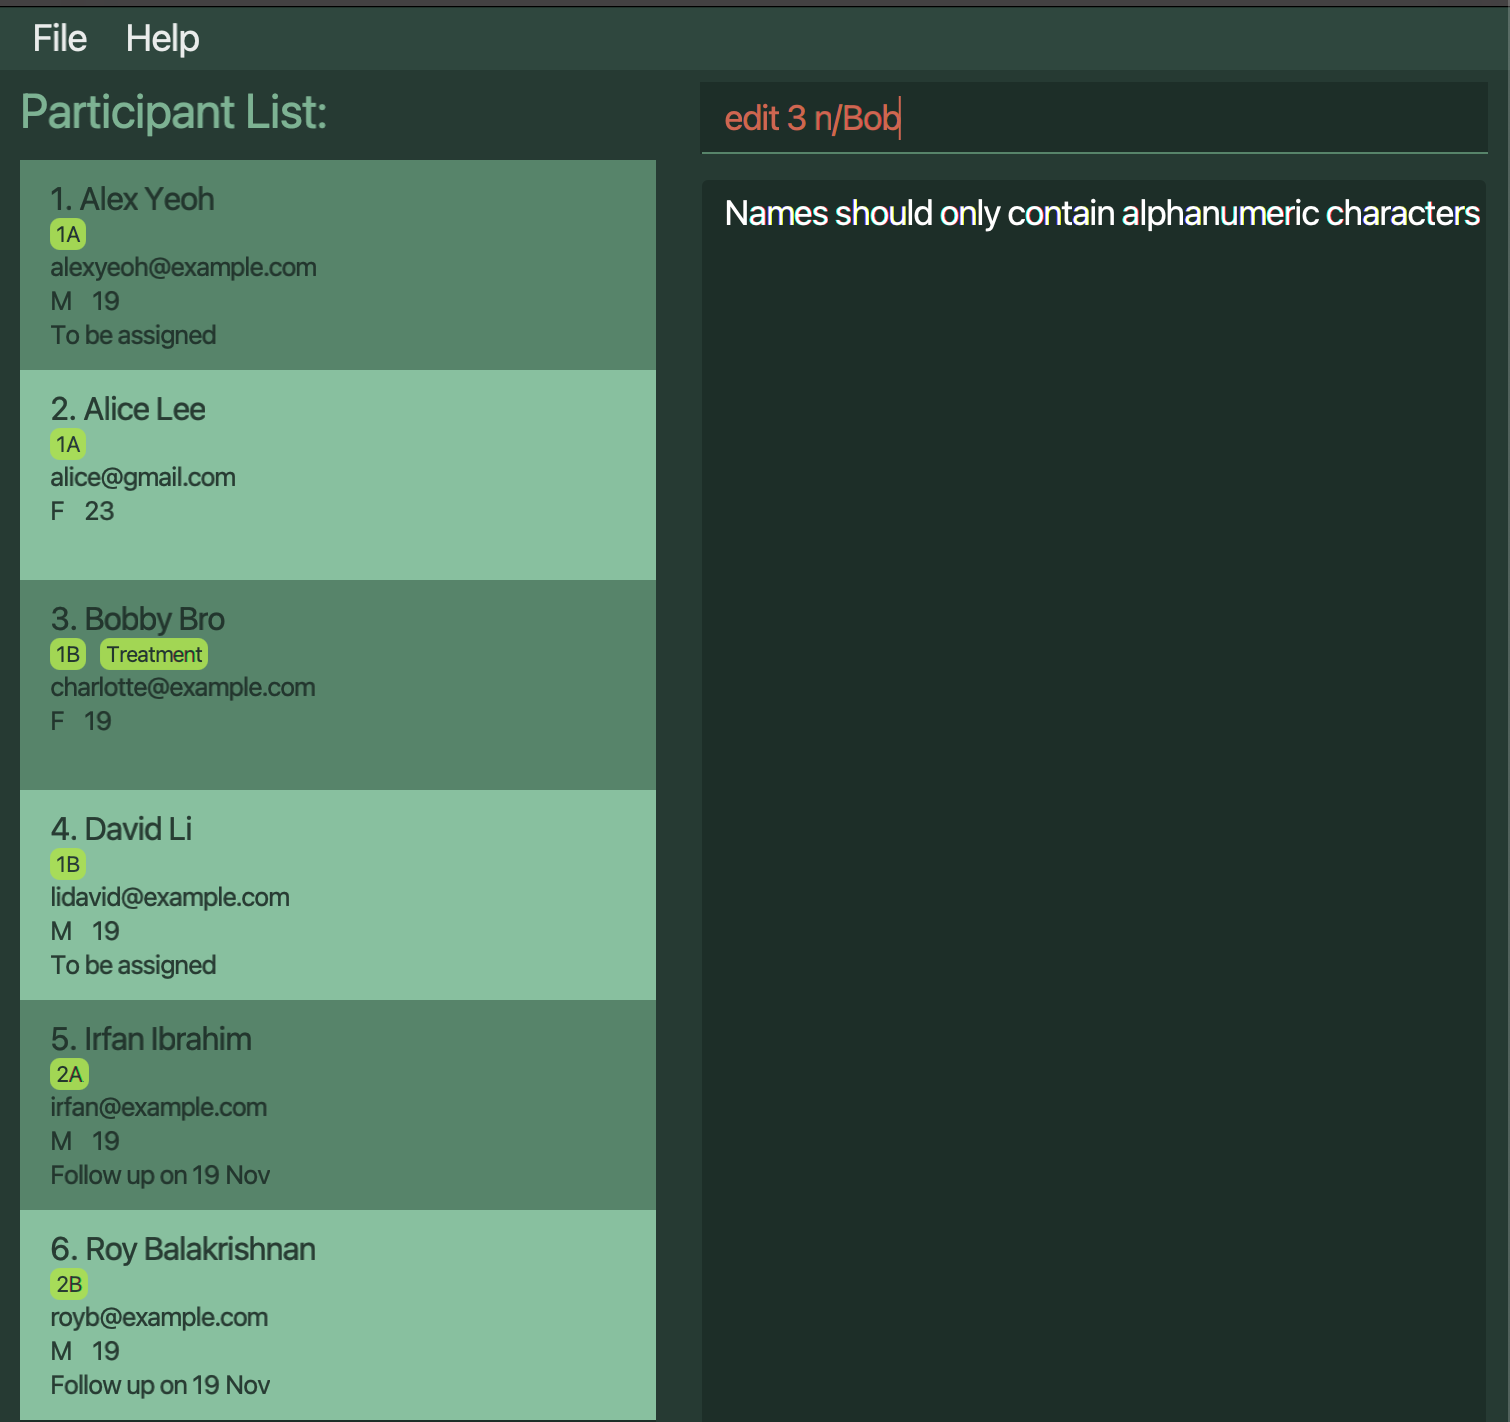 File Help
Participant List:
1. Alex Yeoh
1A
alexyeoh@example.com
M 19
To be assigned
2. Alice Lee
1A
alice@gmail.com
F 23
3. Bobby Bro
1B Treatment
charlotte@example.com
F 19
4. David Li
1B
lidavid@example.com
M 19
To be assigned
5. Irfan Ibrahim
2A
irfan@example.com
M 19
Follow up on 19 Nov
6. Roy Balakrishnan
2B
royb@example.com
M 19
Follow up on 19 Nov
edit 3 n/Bob
Names should only contain alphanumeric characters